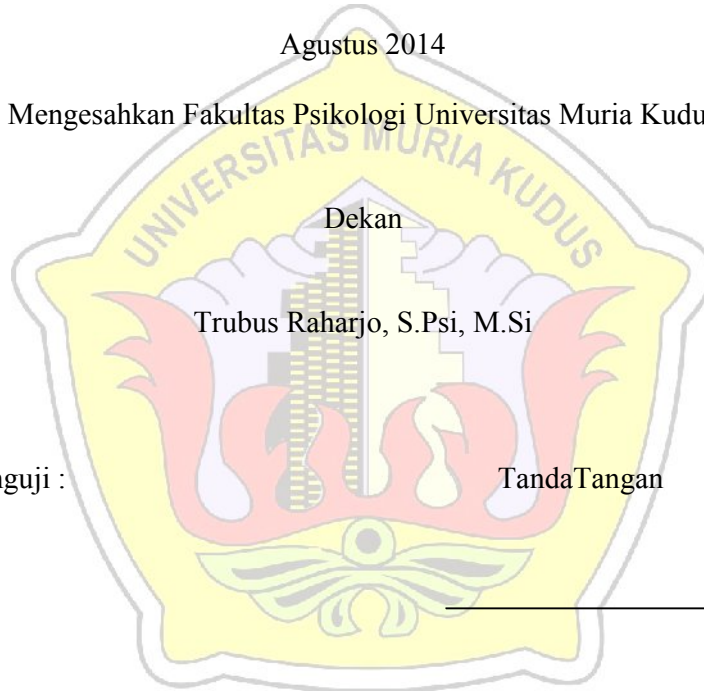 Agustus 2014
Mengesahkan Fakultas Psikologi Universitas Muria Kudu
UNIVERSITAS MURIA KUDUS
Dekan
Trubus Raharjo, S.Psi, M.Si
nguji :
TandaTangan